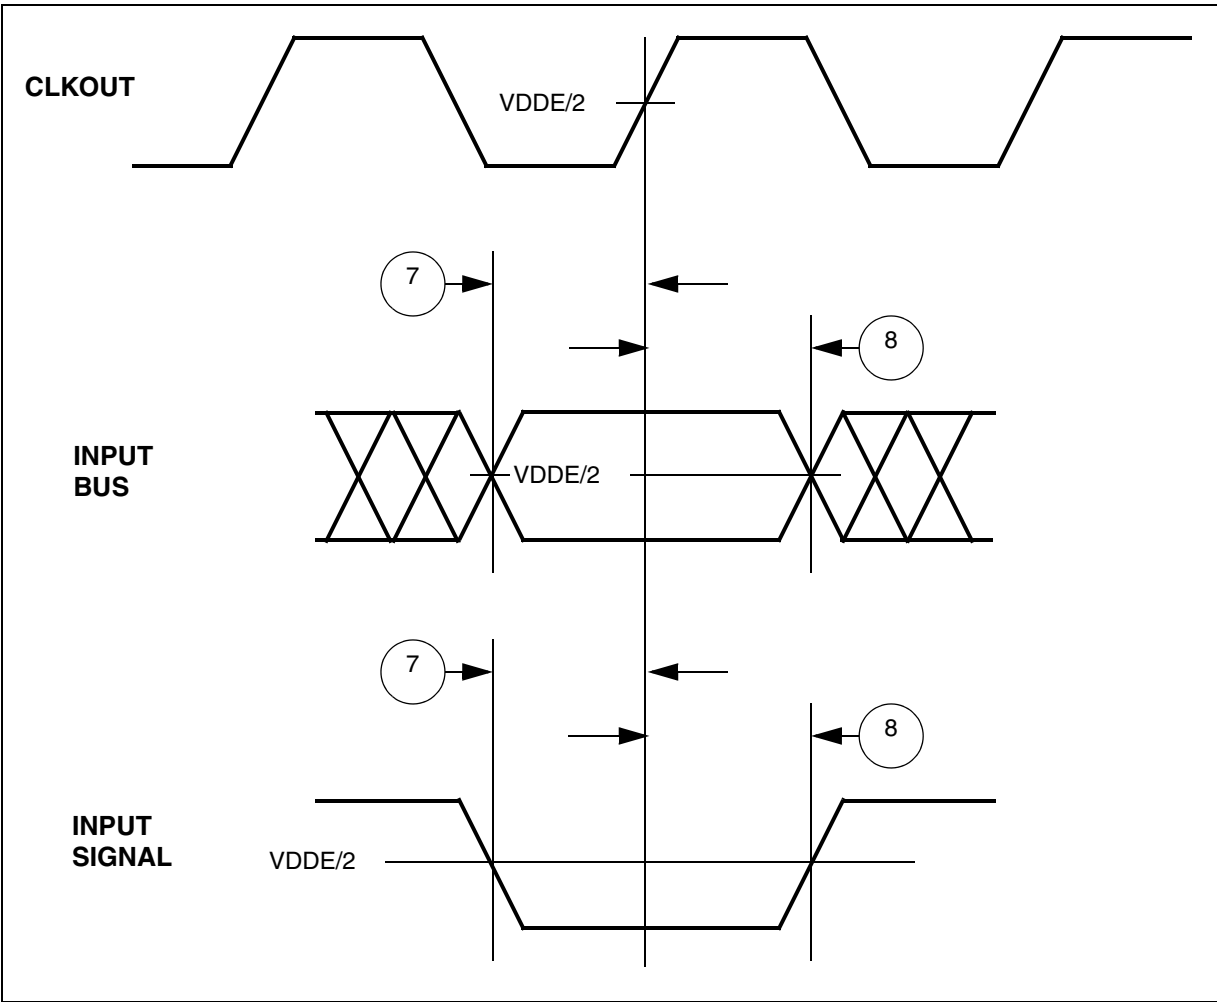 CLKOUT
VDDE/2
7
8
INPUT
BUS
VDDE/2
7
8
INPUT
SIGNAL
VDDE/2